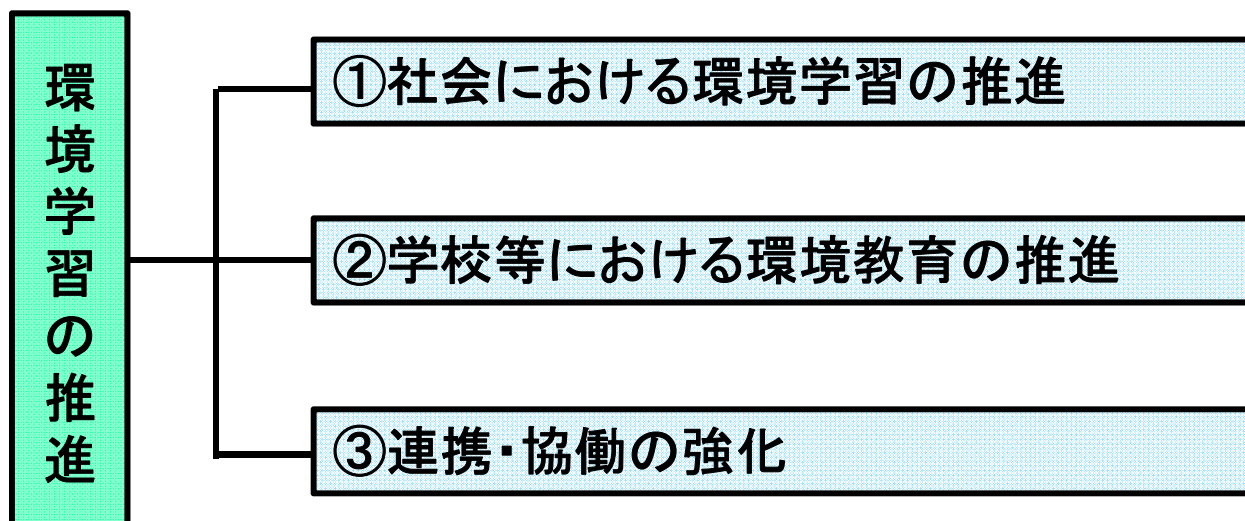 環境学習の推進
①社会における環境学習の推進
②学校等における環境教育の推進
③連携・協働の強化